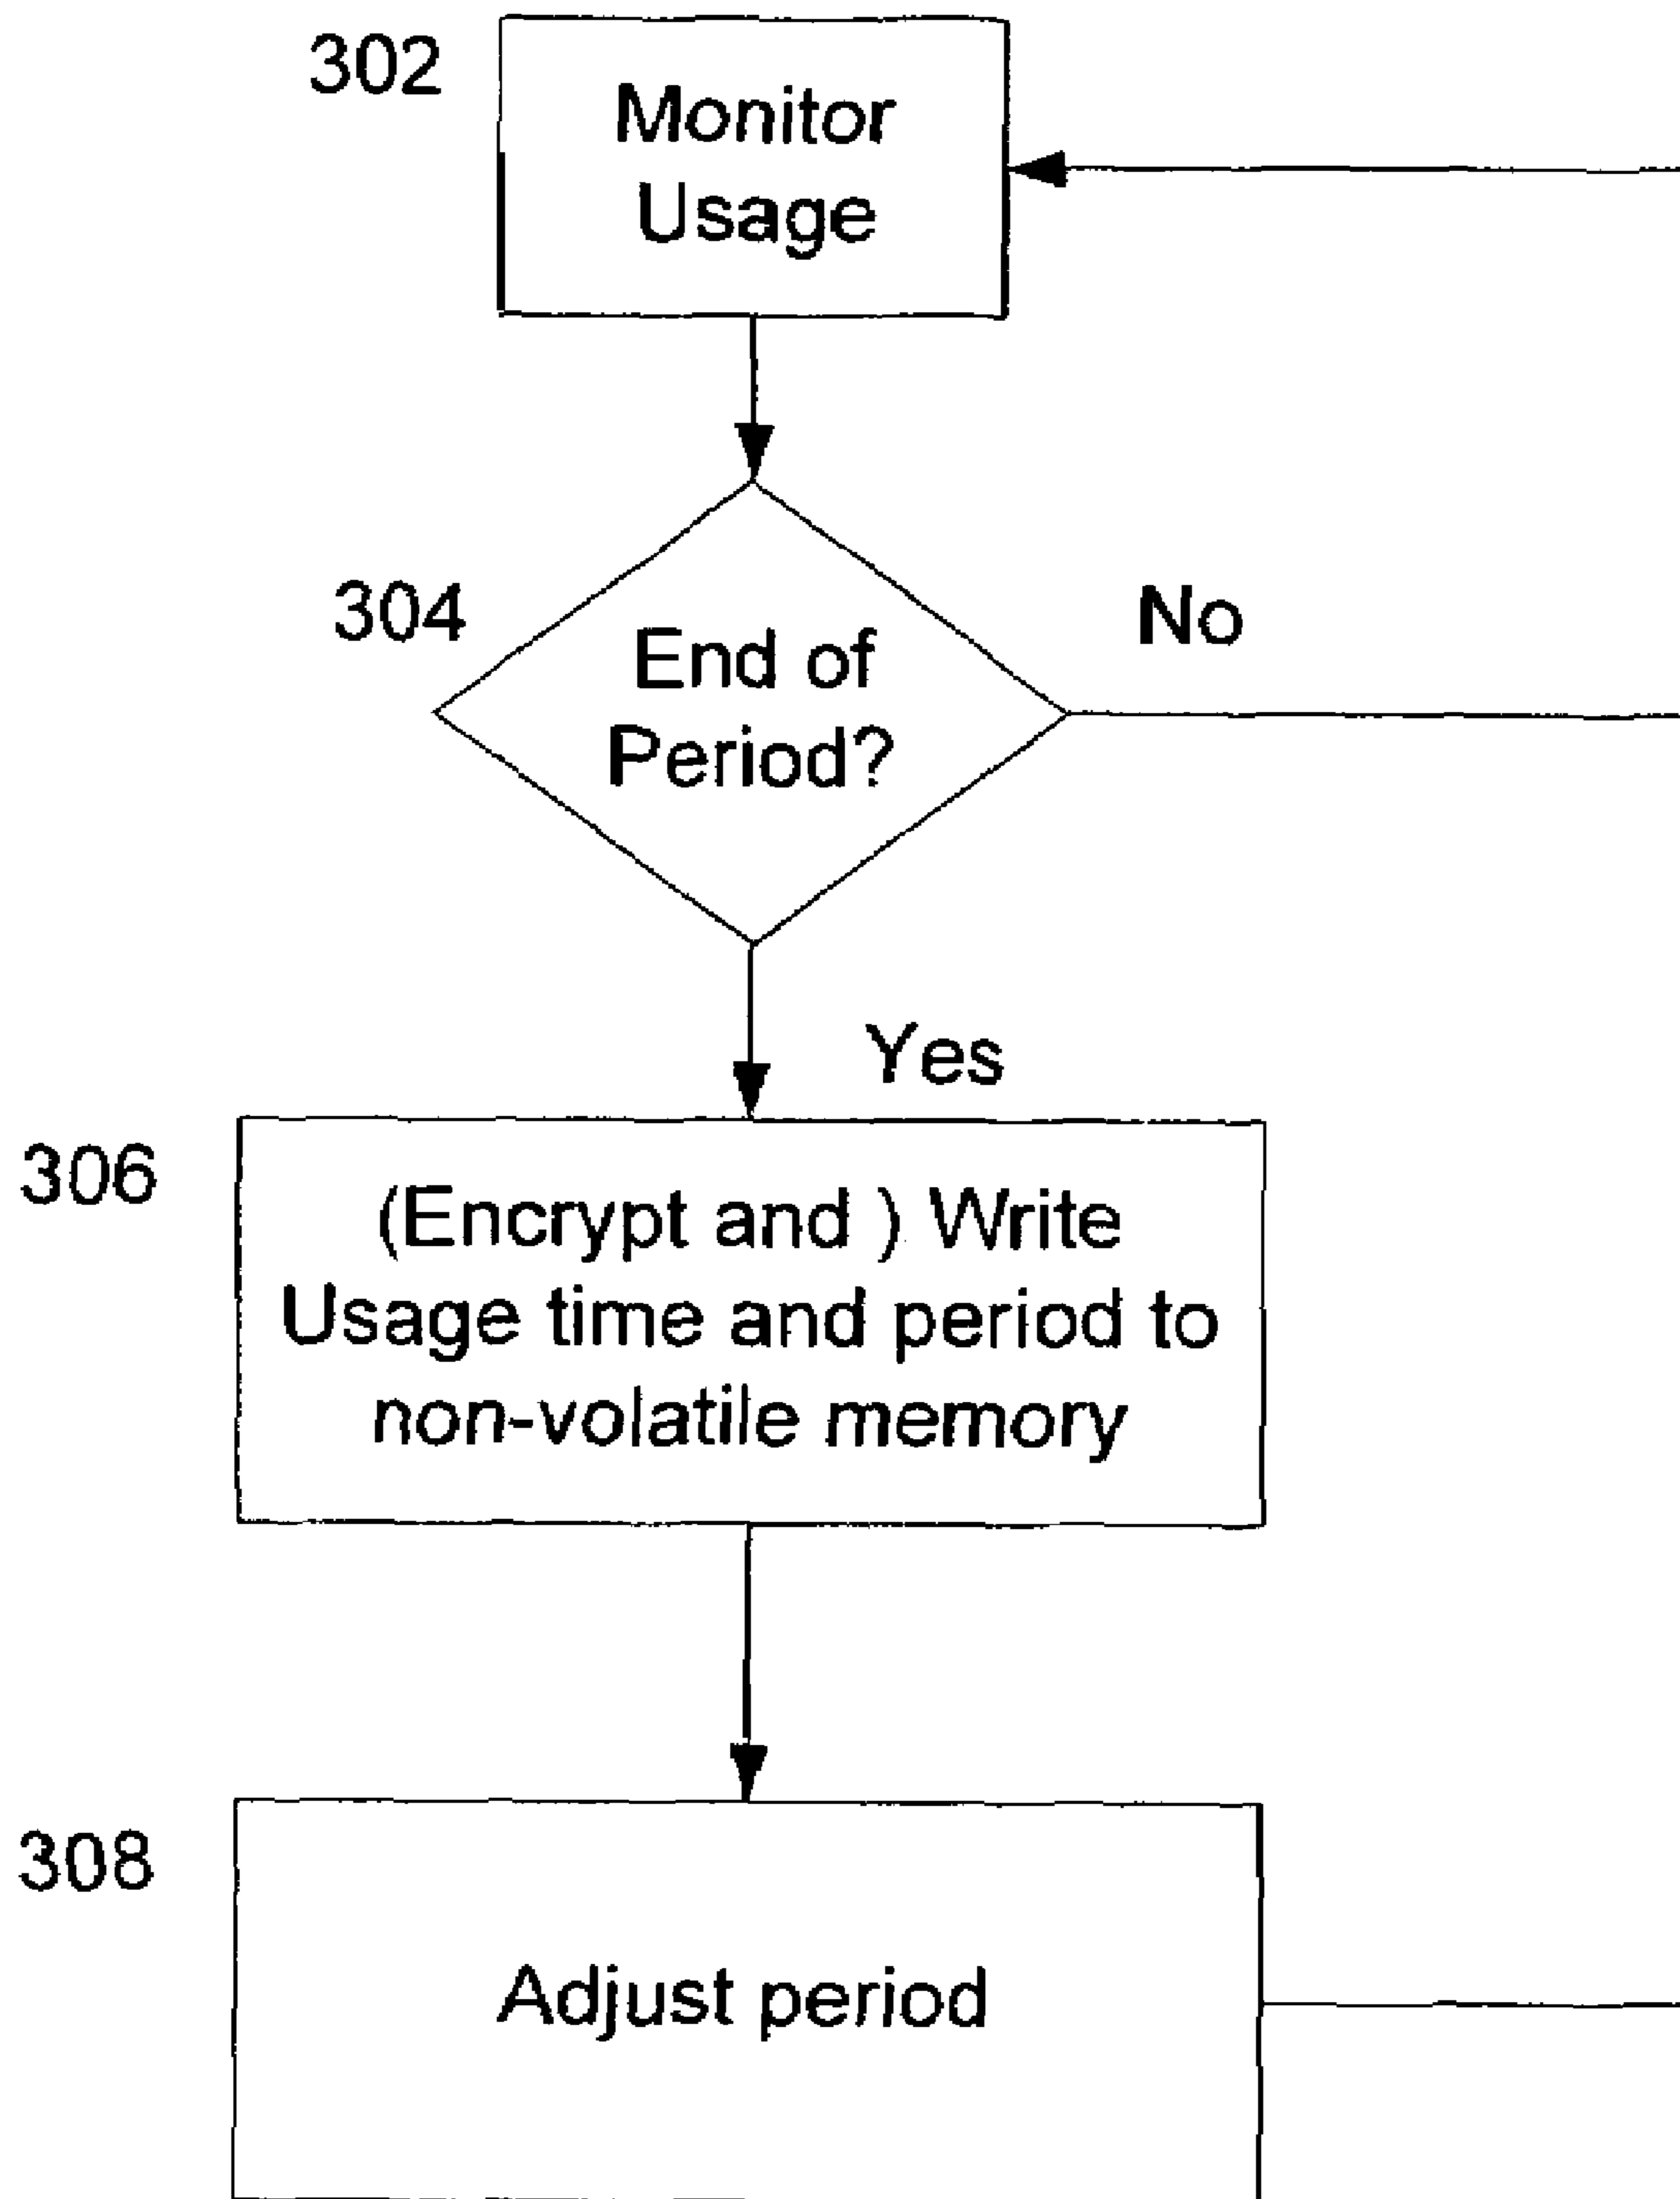 302
Monitor
Usage
304
End of
Period?
No
Yes
306
(Encrypt and ) Write
Usage time and period to
non-volatile memory
308
Adjust period